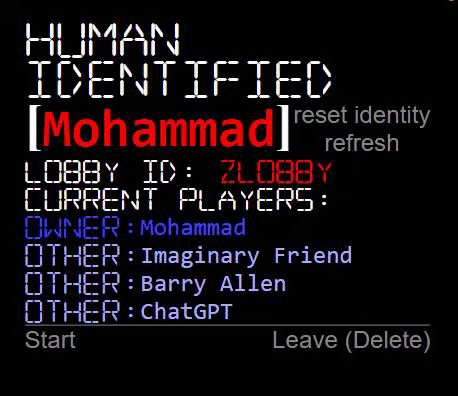 HUMAN
IDENTIFIED
[Mohammad]
reset identity
refresh
LOBBY ID: ZLOBBY
CURRENT PLAYERS:
OWNER:Mohammad
OTHER:Imaginary Friend
OTHER:Barry Allen
OTHER:ChatGPT
Start Leave (Delete)